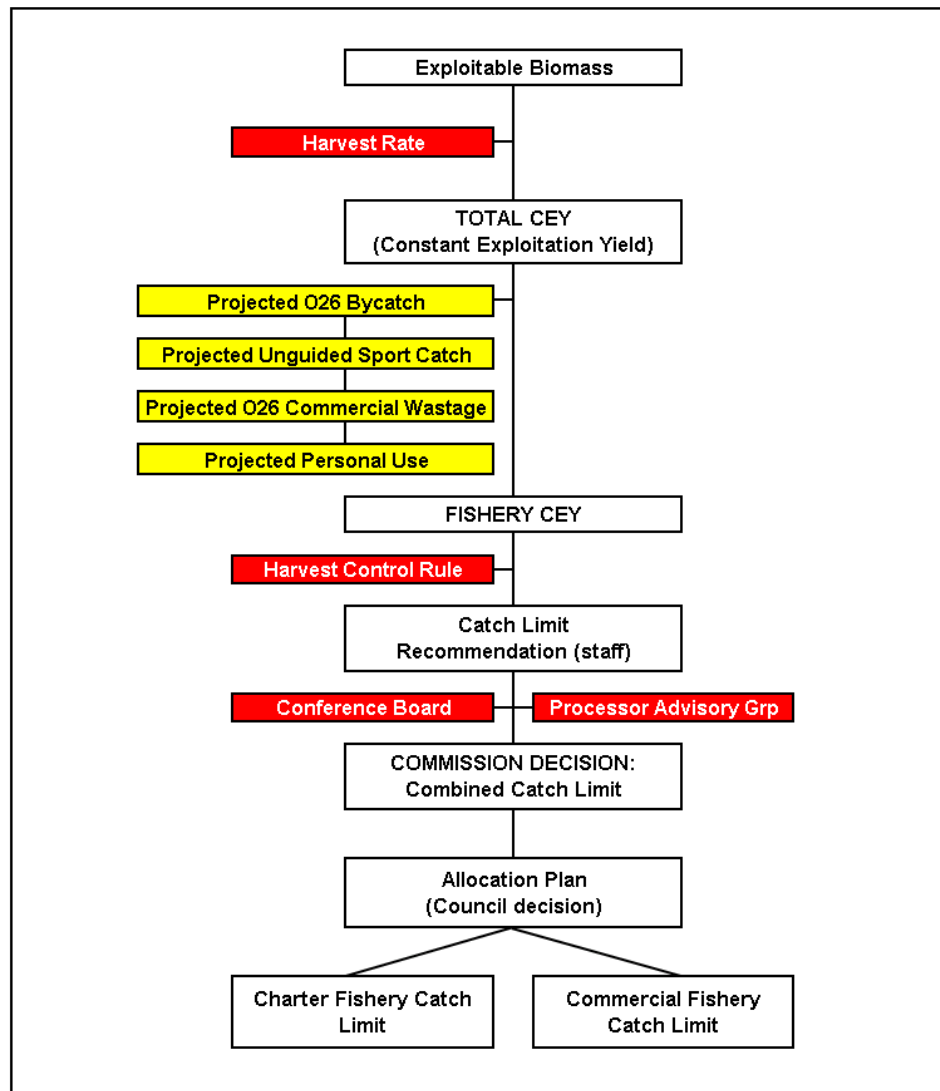 Exploitable Biomass
Harvest Rate
TOTAL CEY
(Constant Exploitation Yield)
Projected O26 Bycatch
Projected Unguided Sport Catch
Projected O26 Commercial Wastage
Projected Personal Use
FISHERY CEY
Harvest Control Rule
Catch Limit
Recommendation (staff)
Conference Board
Processor Advisory Grp
COMMISSION DECISION:
Combined Catch Limit
Allocation Plan
(Council decision)
Charter Fishery Catch
Limit
Commercial Fishery
Catch Limit